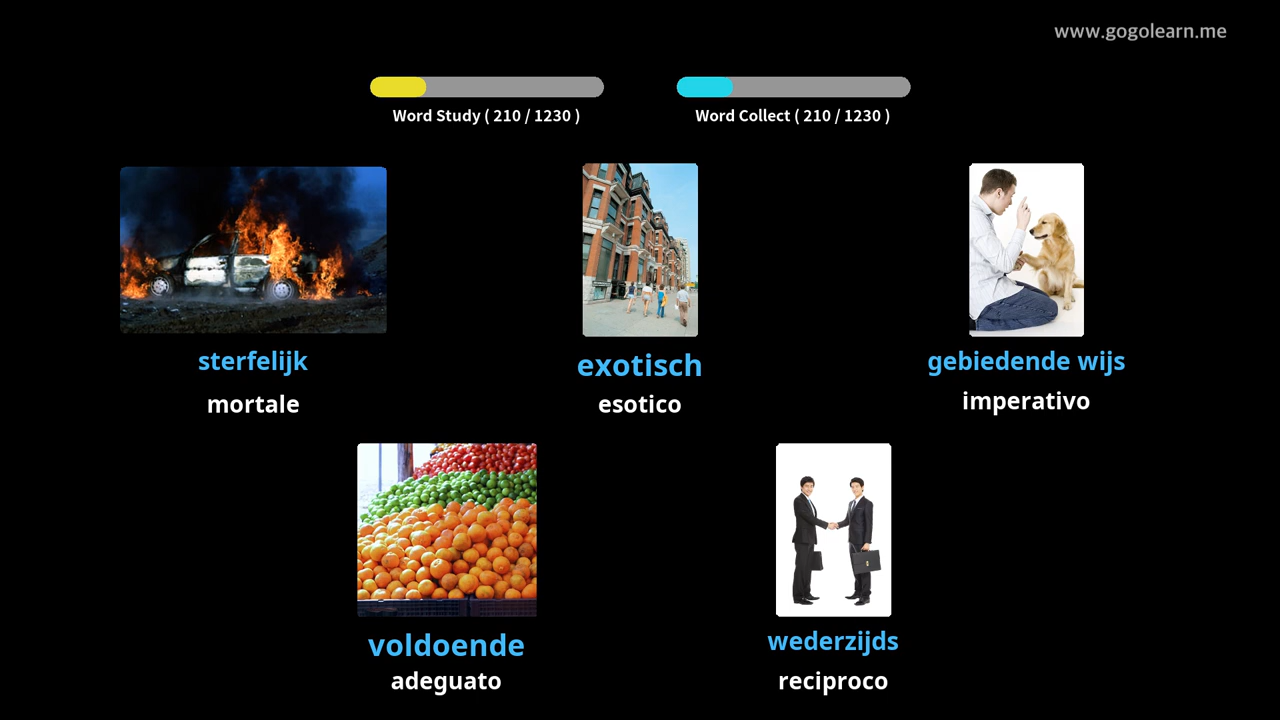 www.gogolearn.me
Word Study ( 210 / 1230 )
Word Collect ( 210 / 1230 )
sterfelijk
mortale
exotisch
esotico
gebiedende wijs
imperativo
voldoende
adeguato
wederzijds
reciproco